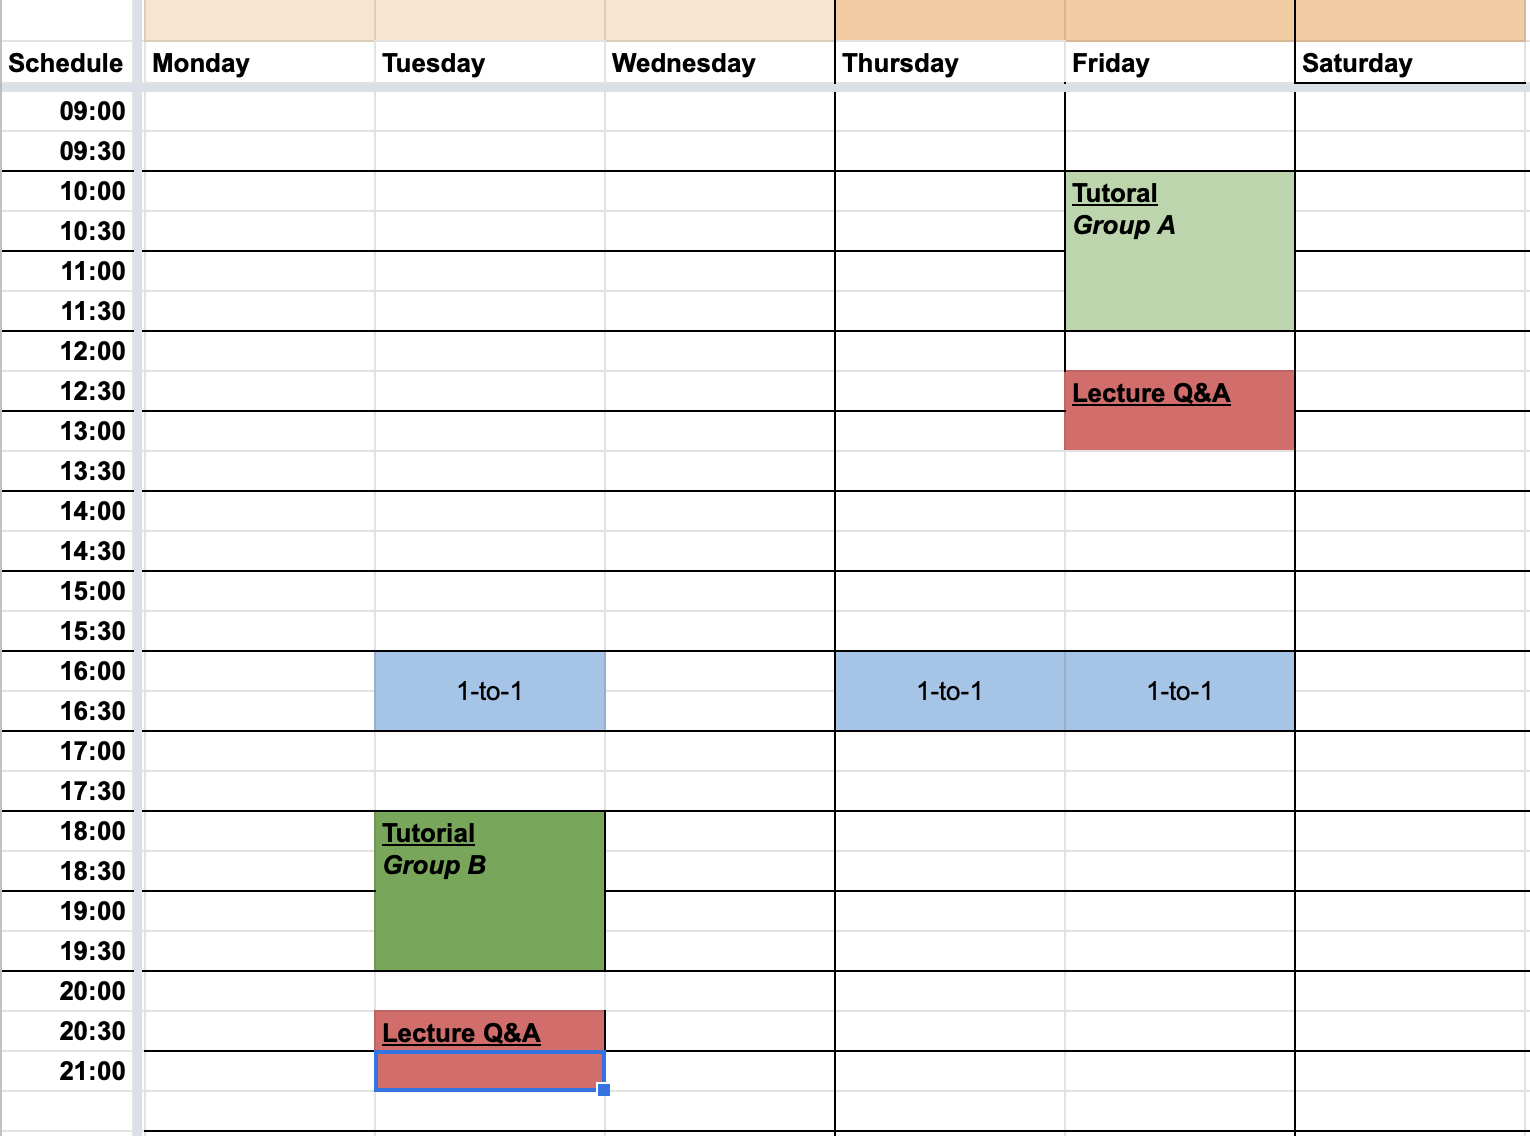 Schedule Monday Tuesday Wednesday Thursday Friday Saturday
09:00
09:30
10:00 Tutoral
10:30 Group A
11:00
11:30
12:00
12:30 Lecture Q&A
13:00
13:30
14:00
14:30
15:00
15:30
16:00
1-to-1 1-to-1 1-to-1
16:30
17:00
17:30
18:00 Tutorial
18:30 Group B
19:00
19:30
20:00
20:30 Lecture Q&A
21:00